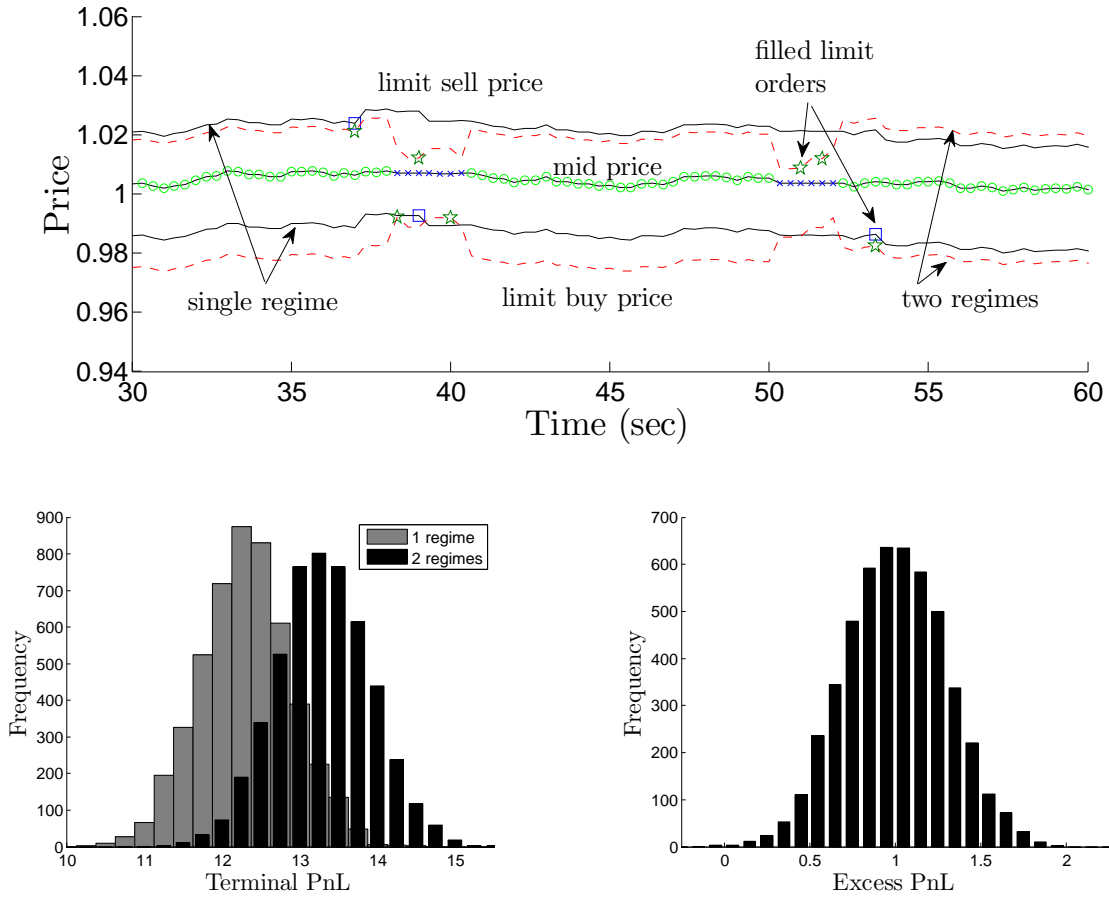 1.06
1.04
1.02
1
0.98
0.96
0.94
Price
limit sell price
filled limit
orders
mid price
single regime
limit buy price
two regimes
30 35 40 45 50 55 60
Time (sec)
900
800
700
600
500
400
300
200
100
0
Frequency
1 regime
2 regimes
10 11 12 13 14 15
Terminal PnL
700
600
500
400
300
200
100
0
Frequency
0 0.5 1 1.5 2
Excess PnL